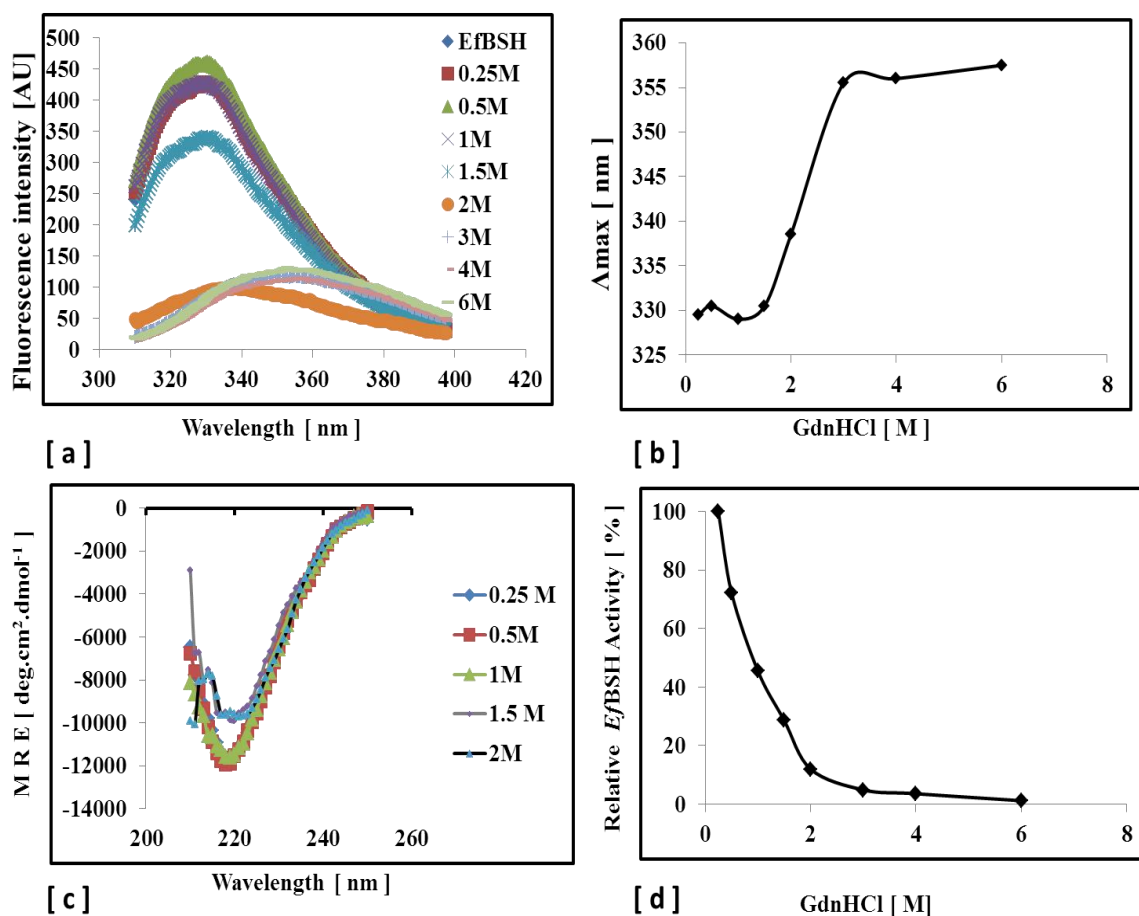 Fluorescence intensity [AU]
500
450
400
350
300
250
200
150
100
50
0
300
320
340
360
380
400
420
Wavelength [ nm ]
EfBSH
0.25M
0.5M
1M
1.5M
2M
3M
4M
6M
[ a ]
Λmax [ nm ]
360
355
350
345
340
335
330
325
0
2
4
6
8
GdnHCl [ M ]
[ b ]
M R E [ deg.cm².dmol⁻¹ ]
0
-2000
-4000
-6000
-8000
-10000
-12000
-14000
200
220
240
260
Wavelength [ nm ]
0.25 M
0.5M
1M
1.5 M
2M
[ c ]
Relative EfBSH Activity [ % ]
100
80
60
40
20
0
0
2
4
6
8
GdnHCl [ M]
[ d ]